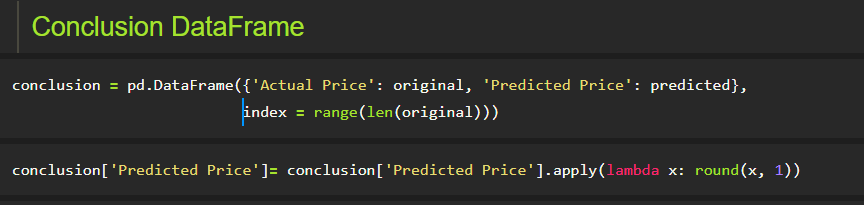 Conclusion DataFrame
conclusion = pd.DataFrame({'Actual Price': original, 'Predicted Price': predicted},
index = range(len(original)))
conclusion['Predicted Price']= conclusion['Predicted Price'].apply(lambda x: round(x, 1))